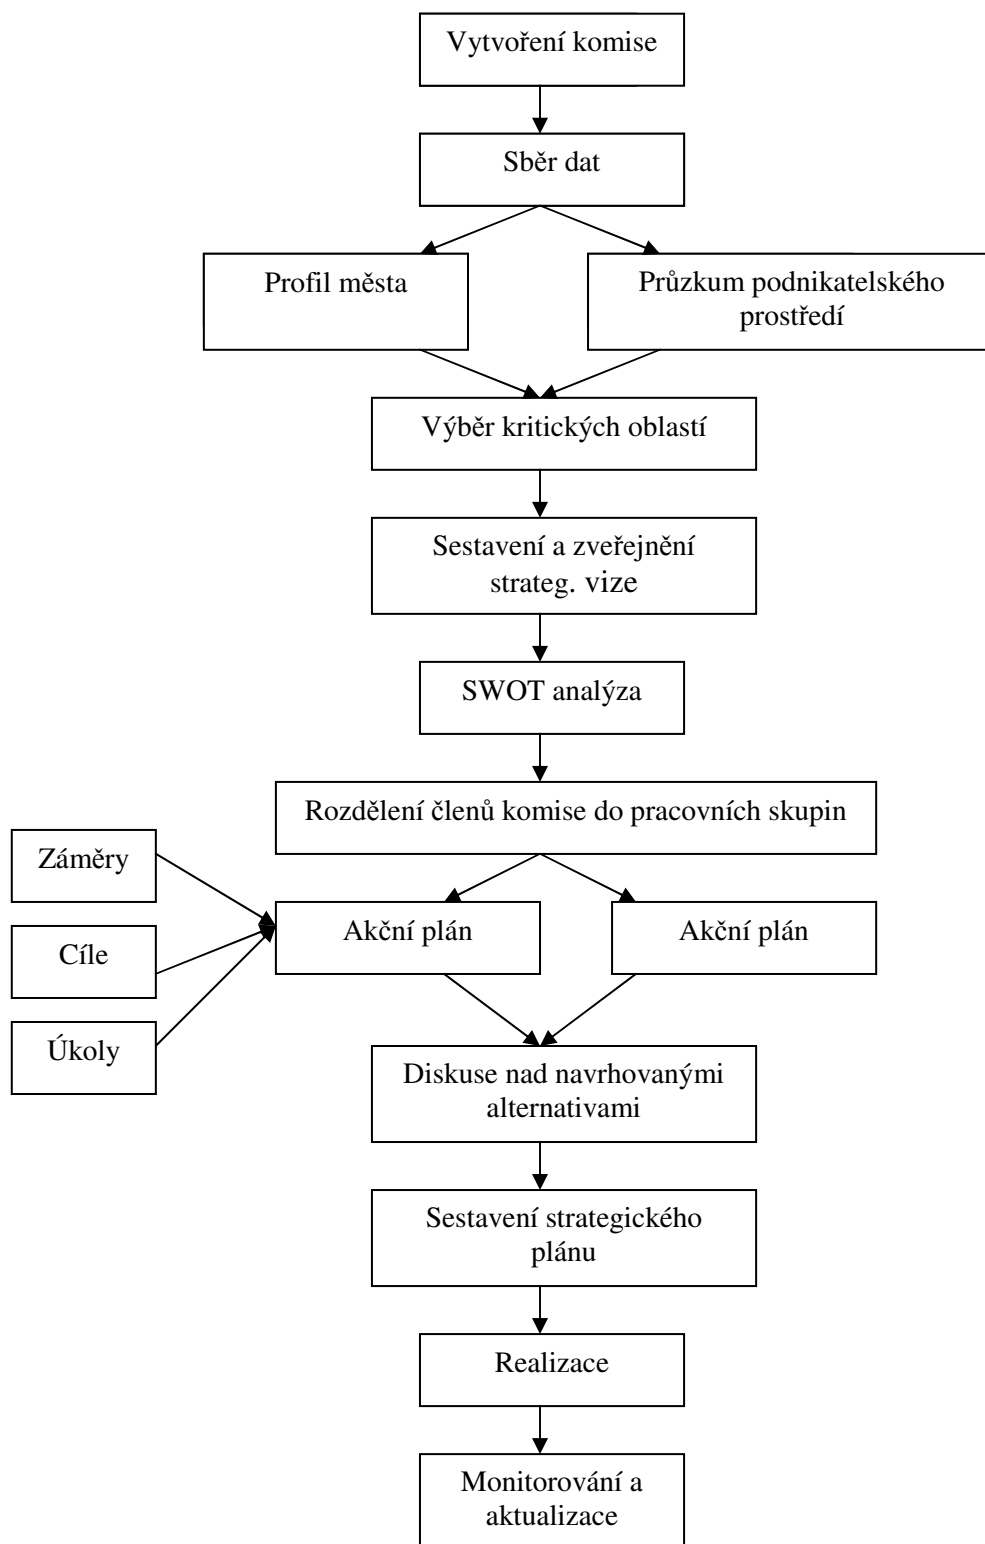 Vytvoření komise
Sběr dat
Profil města
Průzkum podnikatelského
prostředí
Výběr kritických oblastí
Sestavení a zveřejnění
strateg. vize
SWOT analýza
Rozdělení členů komise do pracovních skupin
Záměry
Cíle
Úkoly
Akční plán
Akční plán
Diskuse nad navrhovanými
alternativami
Sestavení strategického
plánu
Realizace
Monitorování a
aktualizace